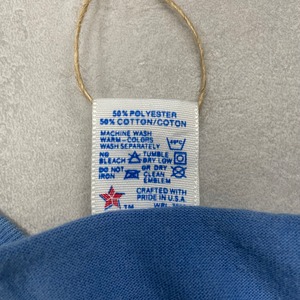 50% POLYESTER
50% COTTON/COTON
MACHINE WASH
WARM-COLORS
WASH SEPARATELY
NO TUMBLE
BLEACH DRY LOW
DO NOT OR DRY
IRON CLEAN
EMBLEM
CRAFTED WITH
PRIDE IN U.S.A.
TM